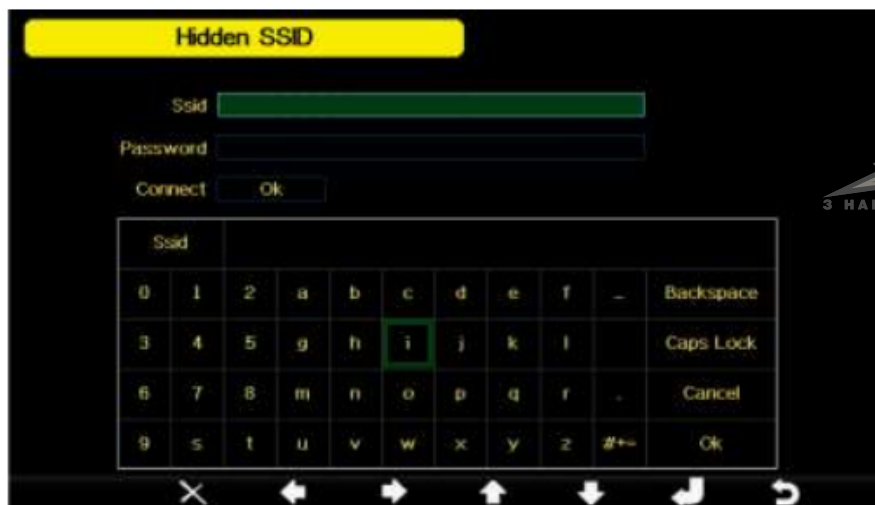 Hidden SSID
Ssid
Password
Connect Ok
Ssid
0 1 2 a b c d e f _ Backspace
3 4 5 g h i j k l Caps Lock
6 7 8 m n o p q r . Cancel
9 s t u v w x y z #+= Ok
3